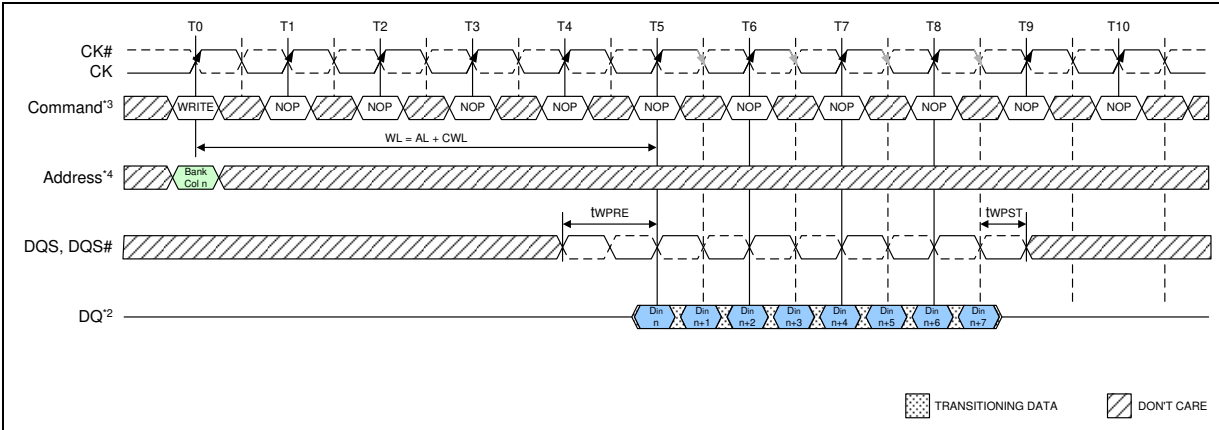 T0 T1 T2 T3 T4 T5 T6 T7 T8 T9 T10
CK#
CK
Command*3 WRITE NOP NOP NOP NOP NOP NOP NOP NOP NOP NOP
WL = AL + CWL
Address*4 Bank Col n
tWPRE tWPST
DQS, DQS#
DQ*2 Din n Din n+1 Din n+2 Din n+3 Din n+4 Din n+5 Din n+6 Din n+7
TRANSITIONING DATA DON'T CARE